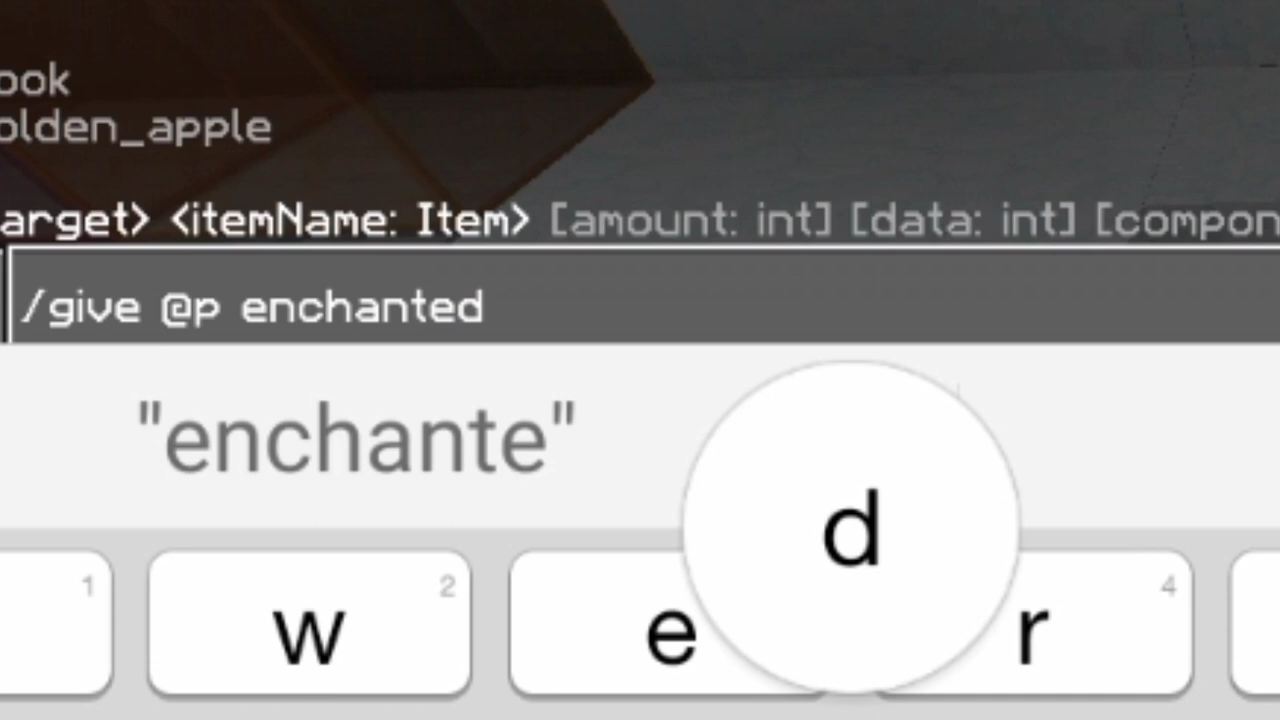 ook
olden_apple
arget> <itemName: Item> [amount: int] [data: int] [compon
/give @p enchanted
"enchante"
d
1 2 4
w e r